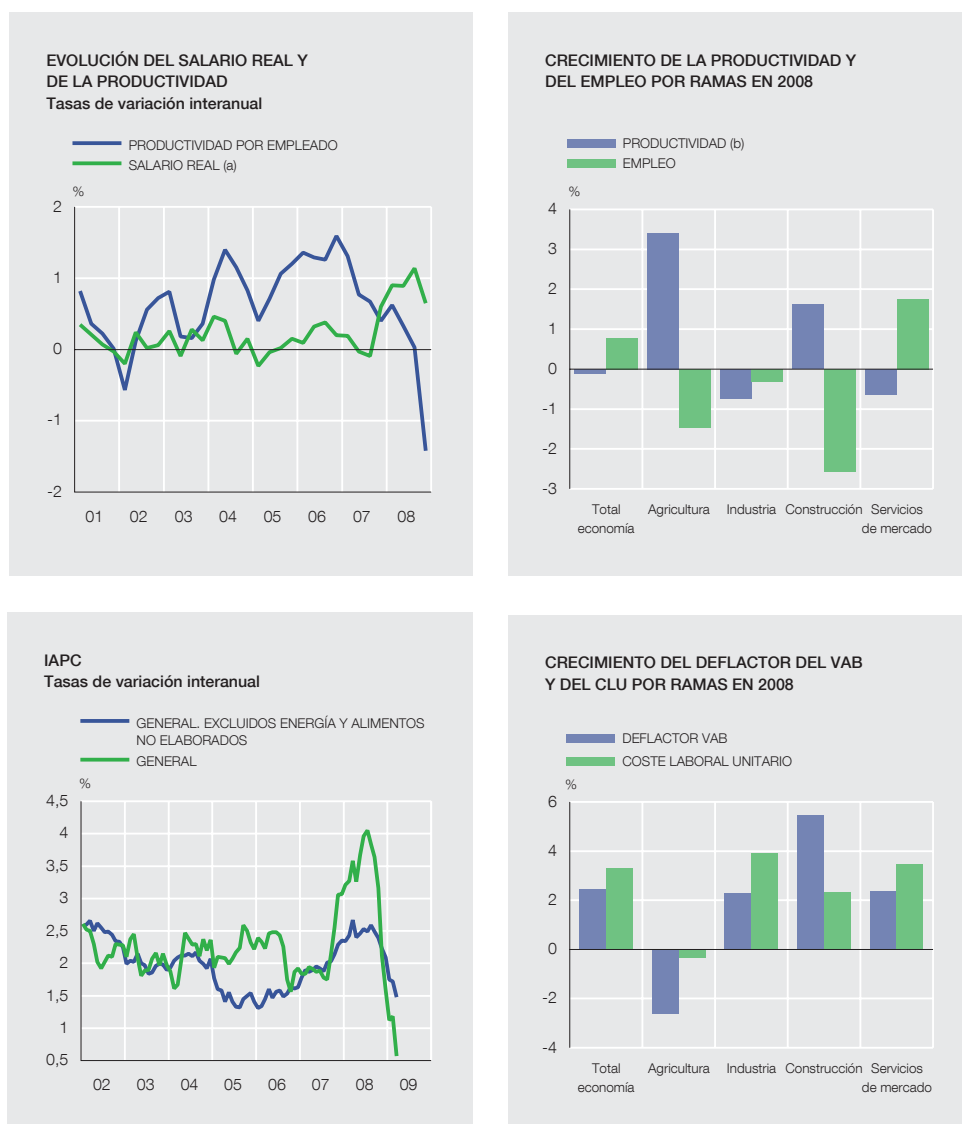 EVOLUCIÓN DEL SALARIO REAL Y
DE LA PRODUCTIVIDAD
Tasas de variación interanual
PRODUCTIVIDAD POR EMPLEADO
SALARIO REAL (a)
%
2
1
0
-1
-2
01 02 03 04 05 06 07 08
CRECIMIENTO DE LA PRODUCTIVIDAD Y
DEL EMPLEO POR RAMAS EN 2008
PRODUCTIVIDAD (b)
EMPLEO
%
4
3
2
1
0
-1
-2
-3
Total Agricultura Industria Construcción Servicios
economía de mercado
IAPC
Tasas de variación interanual
GENERAL. EXCLUIDOS ENERGÍA Y ALIMENTOS
NO ELABORADOS
GENERAL
%
4,5
4
3,5
3
2,5
2
1,5
1
0,5
02 03 04 05 06 07 08 09
CRECIMIENTO DEL DEFLACTOR DEL VAB
Y DEL CLU POR RAMAS EN 2008
DEFLACTOR VAB
COSTE LABORAL UNITARIO
%
6
4
2
0
-2
-4
Total Agricultura Industria Construcción Servicios
economía de mercado